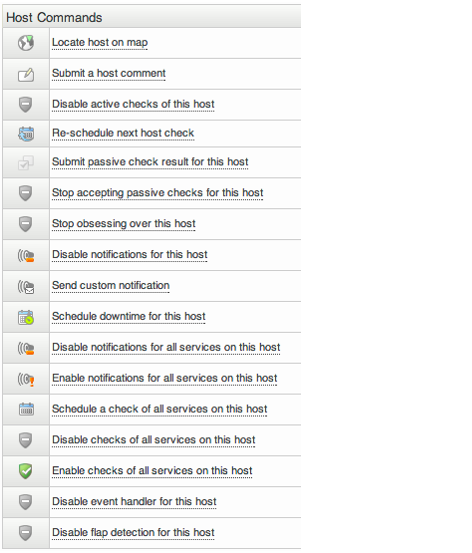 Host Commands
Locate host on map
Submit a host comment
Disable active checks of this host
Re-schedule next host check
Submit passive check result for this host
Stop accepting passive checks for this host
Stop obsessing over this host
Disable notifications for this host
Send custom notification
Schedule downtime for this host
Disable notifications for all services on this host
Enable notifications for all services on this host
Schedule a check of all services on this host
Disable checks of all services on this host
Enable checks of all services on this host
Disable event handler for this host
Disable flap detection for this host